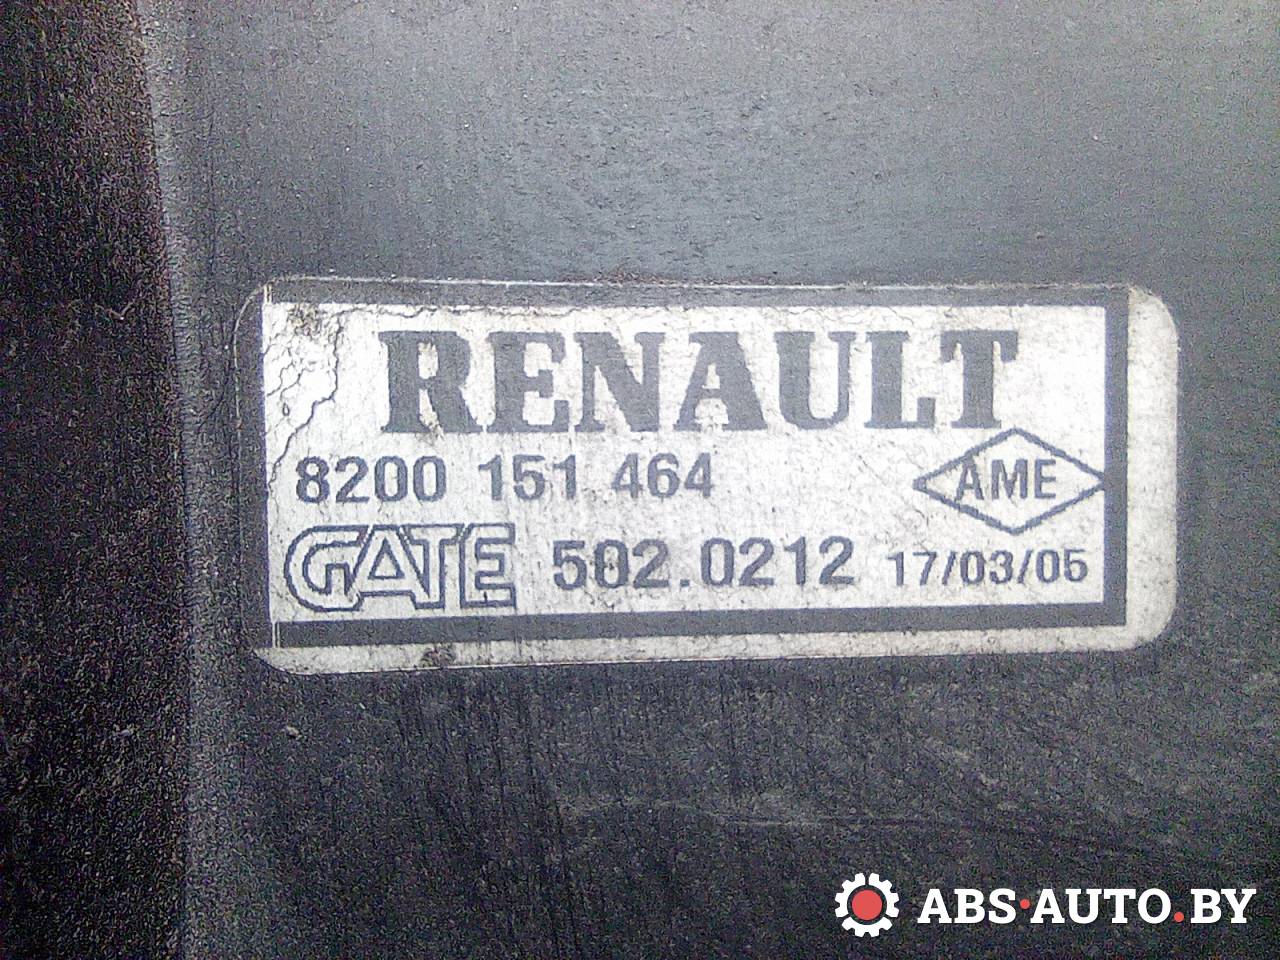 RENAULT
8200 151 464
AME
GATE 502.0212 17/03/05
ABS·AUTO.BY